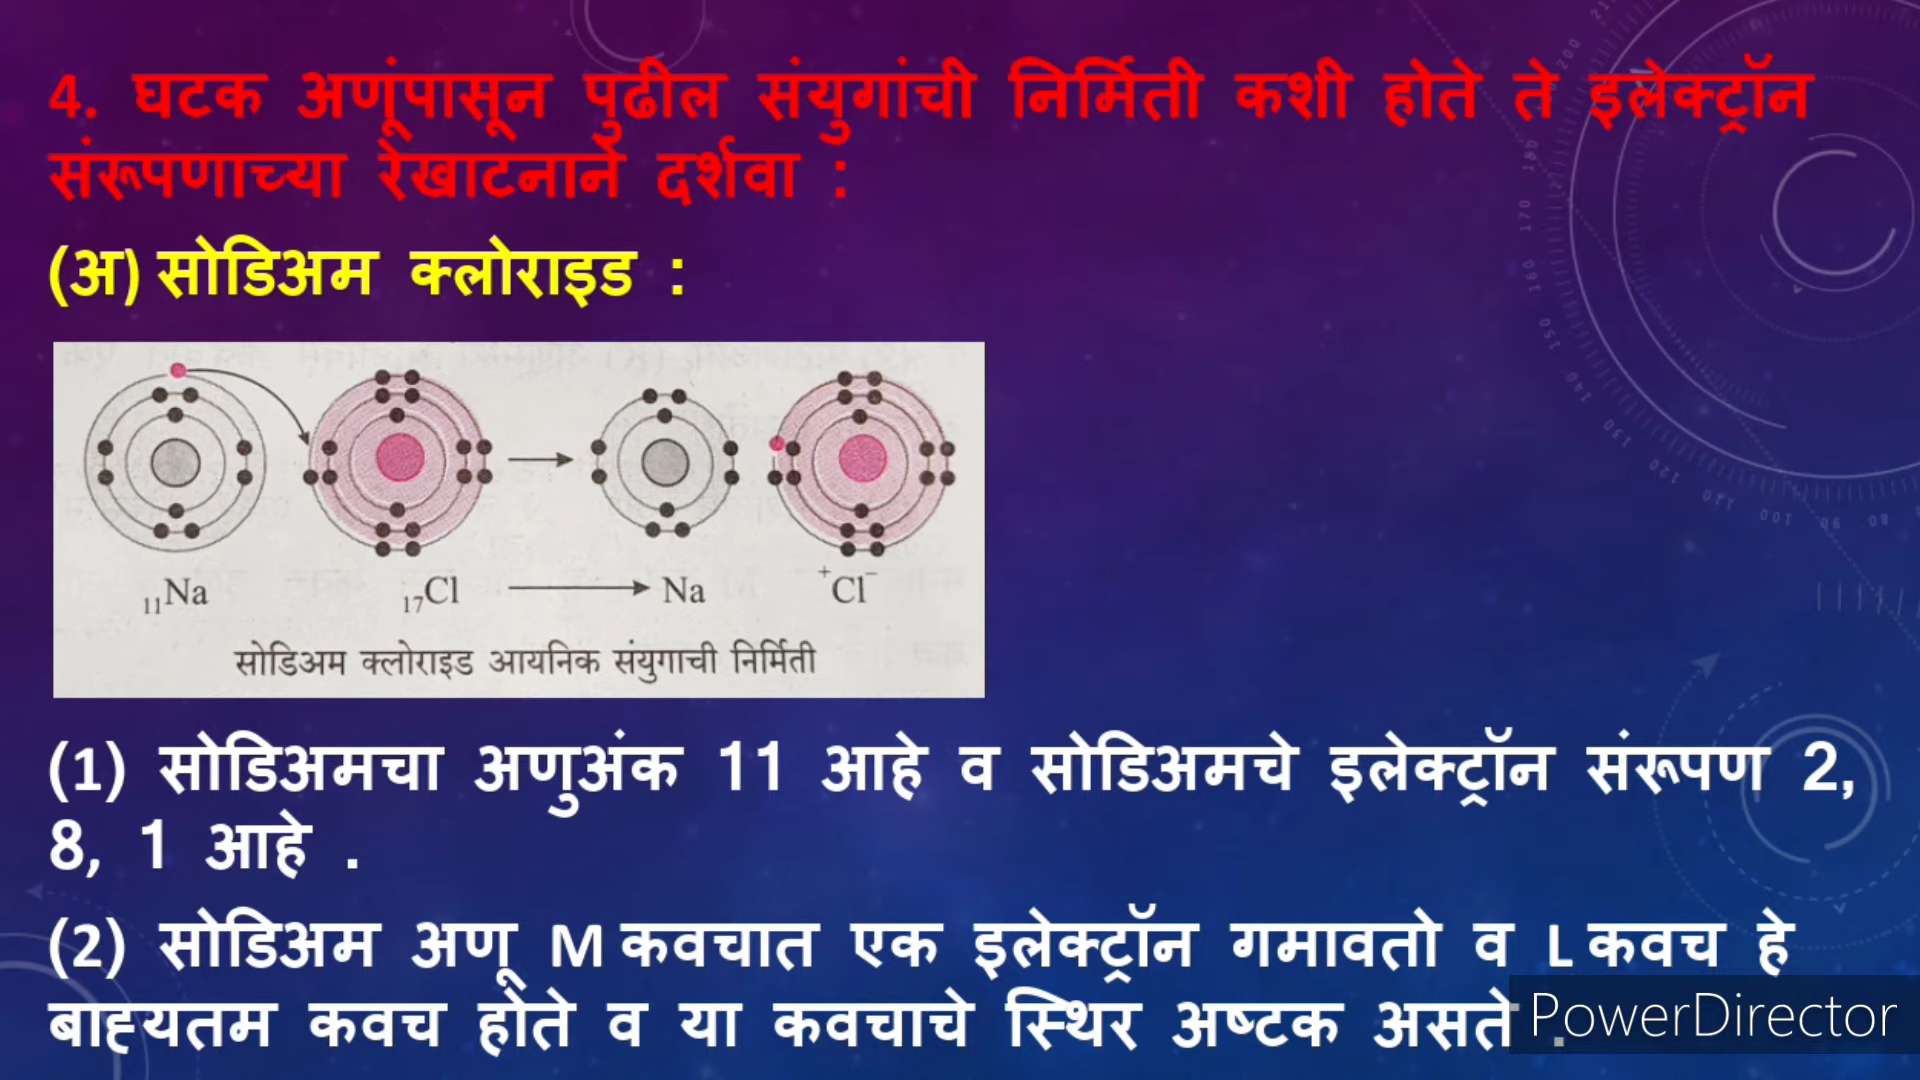 4. घटक अणूंपासून पुढील संयुगांची निर्मिती कशी होते ते इलेक्ट्रॉन
संरूपणाच्या रेखाटनाने दर्शवा :
(अ) सोडिअम क्लोराइड :
₁₁Na ₁₇Cl Na ⁺Cl⁻
सोडिअम क्लोराइड आयनिक संयुगाची निर्मिती
(1) सोडिअमचा अणुअंक 11 आहे व सोडिअमचे इलेक्ट्रॉन संरूपण 2,
8, 1 आहे .
(2) सोडिअम अणू M कवचात एक इलेक्ट्रॉन गमावतो व L कवच हे
बाह्यतम कवच होते व या कवचाचे स्थिर अष्टक असते .
PowerDirector